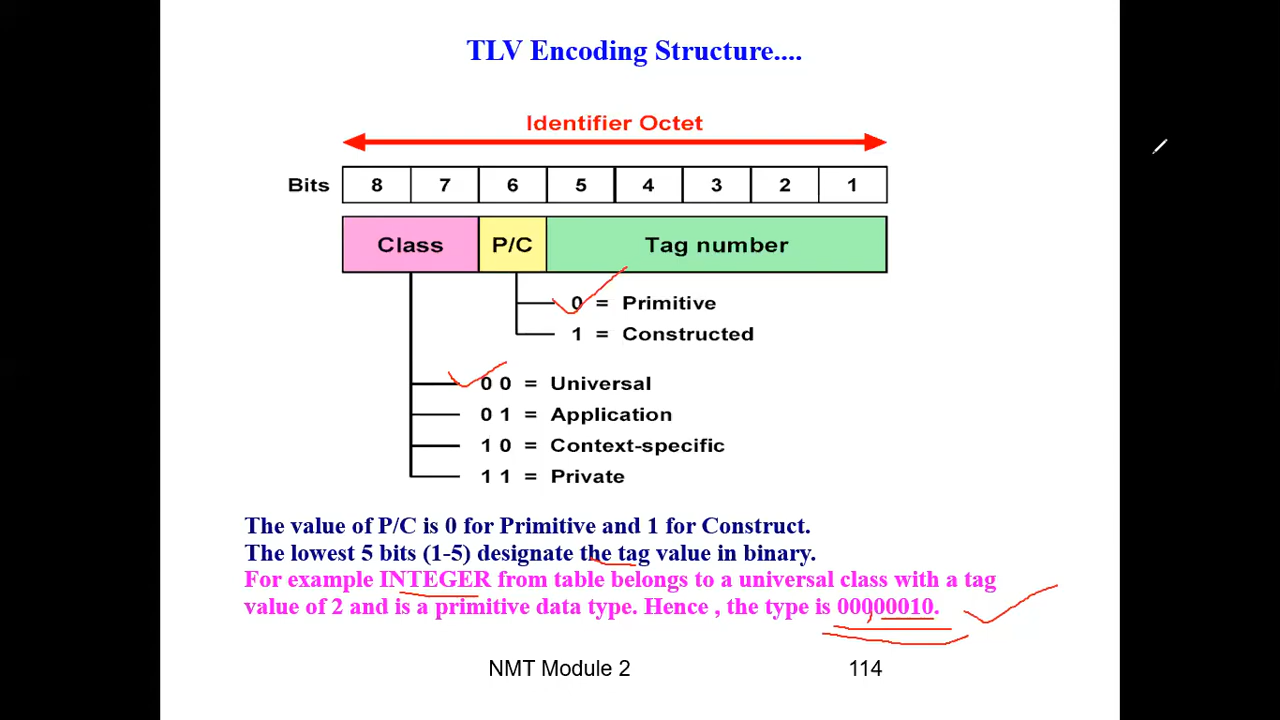 TLV Encoding Structure....
Identifier Octet
Bits 8 7 6 5 4 3 2 1
Class P/C Tag number
0 = Primitive
1 = Constructed
0 0 = Universal
0 1 = Application
1 0 = Context-specific
1 1 = Private
The value of P/C is 0 for Primitive and 1 for Construct.
The lowest 5 bits (1-5) designate the tag value in binary.
For example INTEGER from table belongs to a universal class with a tag
value of 2 and is a primitive data type. Hence , the type is 00000010.
NMT Module 2 114